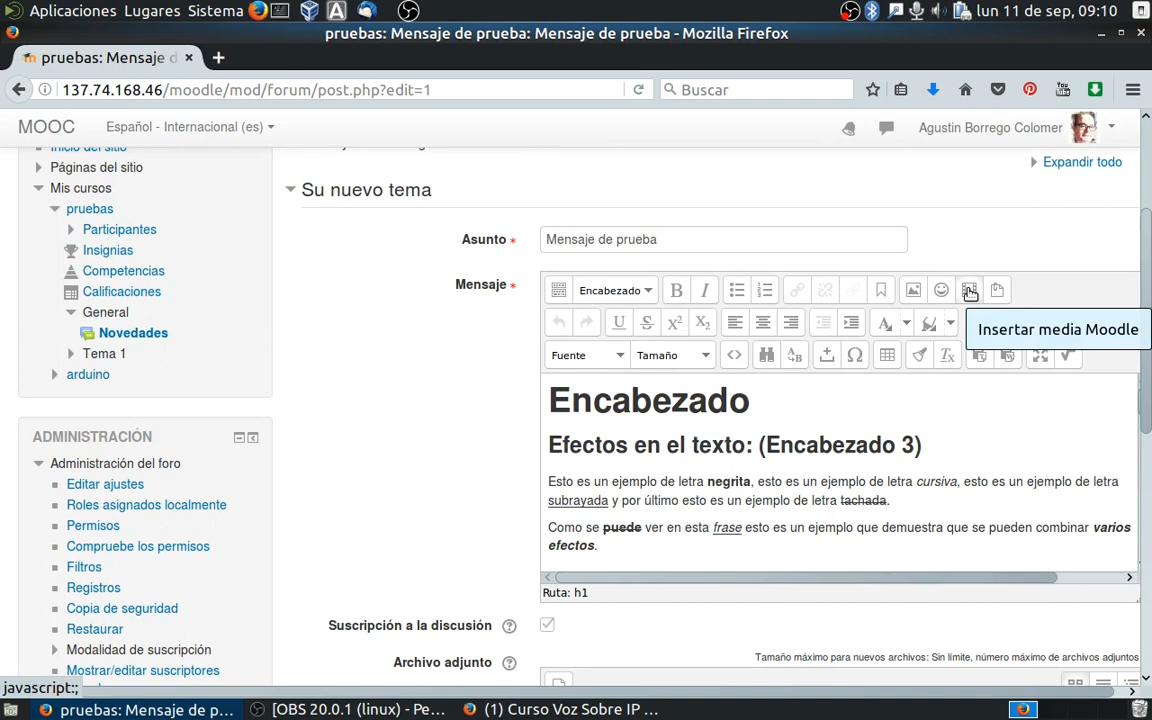 Aplicaciones Lugares Sistema
lun 11 de sep, 09:10
pruebas: Mensaje de prueba: Mensaje de prueba - Mozilla Firefox
pruebas: Mensaje d
137.74.168.46/moodle/mod/forum/post.php?edit=1
Buscar
MOOC
Español - Internacional (es)
Agustin Borrego Colomer
Inicio del sitio
Páginas del sitio
Mis cursos
pruebas
Participantes
Insignias
Competencias
Calificaciones
General
Novedades
Tema 1
arduino
ADMINISTRACIÓN
Administración del foro
Editar ajustes
Roles asignados localmente
Permisos
Compruebe los permisos
Filtros
Registros
Copia de seguridad
Restaurar
Modalidad de suscripción
Mostrar/editar suscriptores
javascript:;
Expandir todo
Su nuevo tema
Asunto *
Mensaje de prueba
Mensaje *
Encabezado
Insertar media Moodle
Fuente
Tamaño
Encabezado
Efectos en el texto: (Encabezado 3)
Esto es un ejemplo de letra negrita, esto es un ejemplo de letra cursiva, esto es un ejemplo de letra
subrayada y por último esto es un ejemplo de letra tachada.
Como se puede ver en esta frase esto es un ejemplo que demuestra que se pueden combinar varios
efectos.
Ruta: h1
Suscripción a la discusión
Archivo adjunto
Tamaño máximo para nuevos archivos: Sin límite, número máximo de archivos adjuntos
pruebas: Mensaje de p...
[OBS 20.0.1 (linux) - Pe...
(1) Curso Voz Sobre IP ...